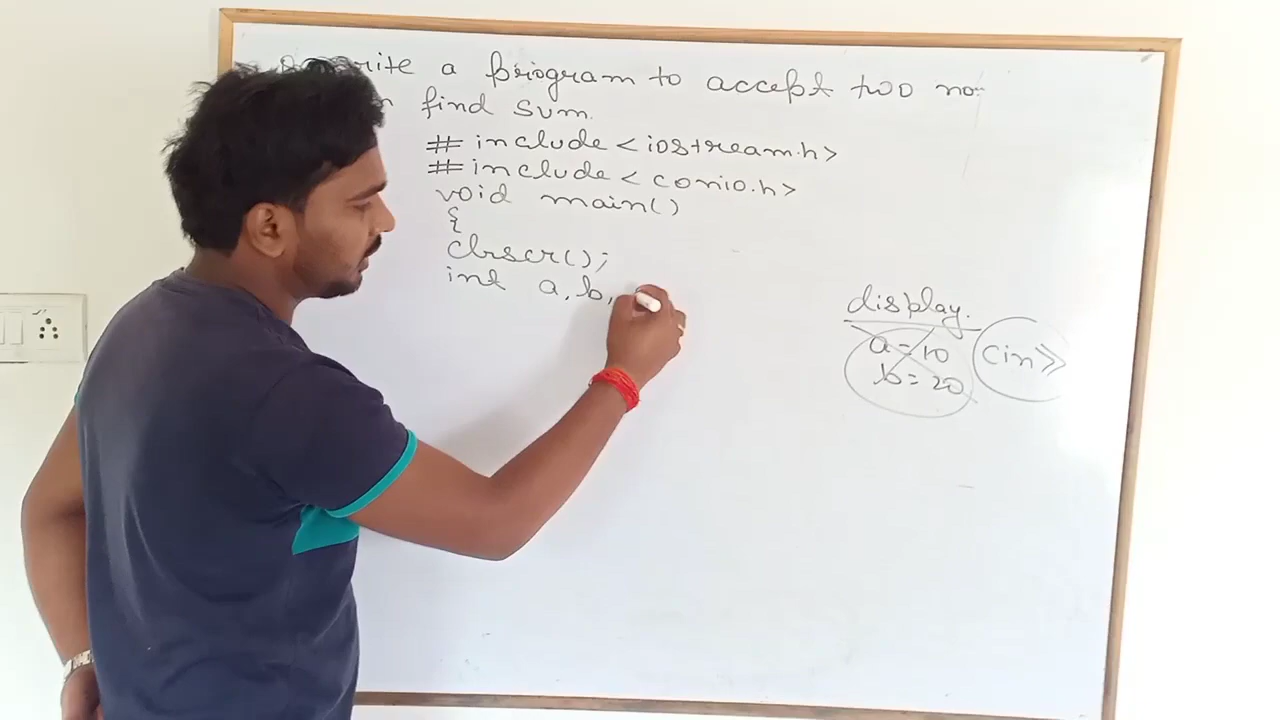 write a program to accept two no
find sum.
# include <iostream.h>
# include <conio.h>
void main()
{
clrscr();
int a, b,
display.
a = 10
b = 20
cin >>